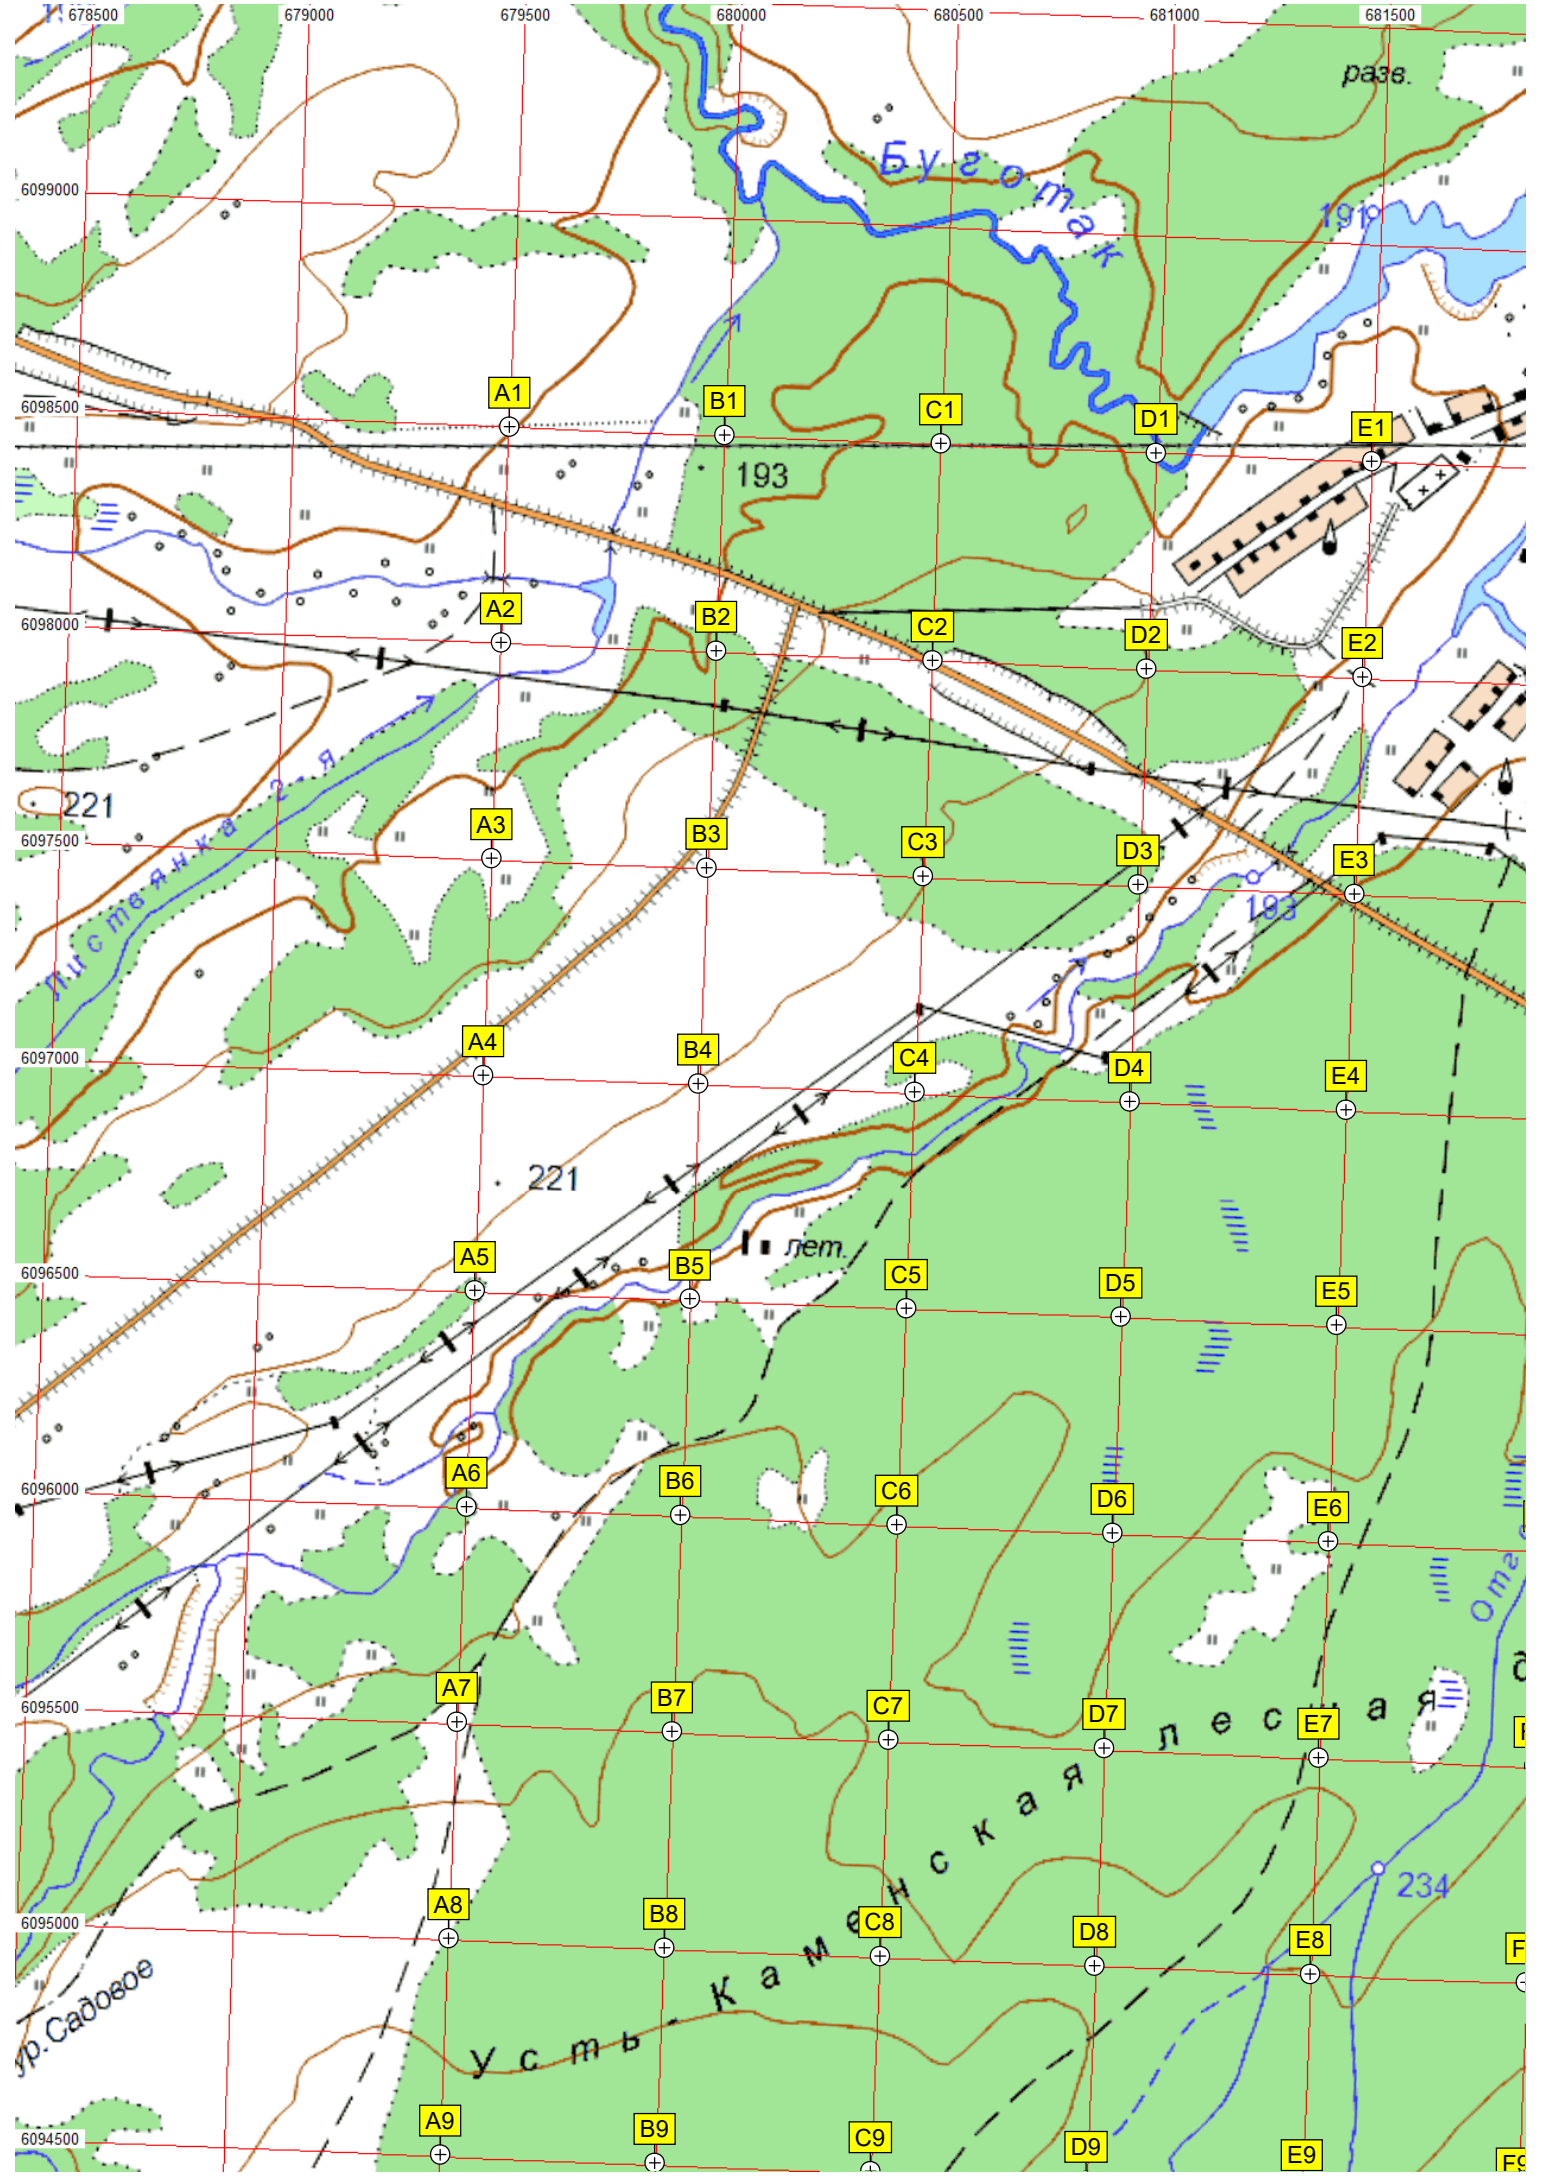 678500 679000 679500 680000 680500 681000 681500
разв.
Буготак
6099000
191
A1 B1 C1 D1 E1
6098500
193
A2 B2 C2 D2 E2
6098000
Листвянка 2-я
221
A3 B3 C3 D3 E3
6097500
193
A4 B4 C4 D4 E4
6097000
221
лет.
A5 B5 C5 D5 E5
6096500
A6 B6 C6 D6 E6
6096000
A7 B7 C7 D7 E7
6095500
Усть-Каменская лесная
234
A8 B8 C8 D8 E8 F
6095000
ур. Садовое
A9 B9 C9 D9 E9 F9
6094500